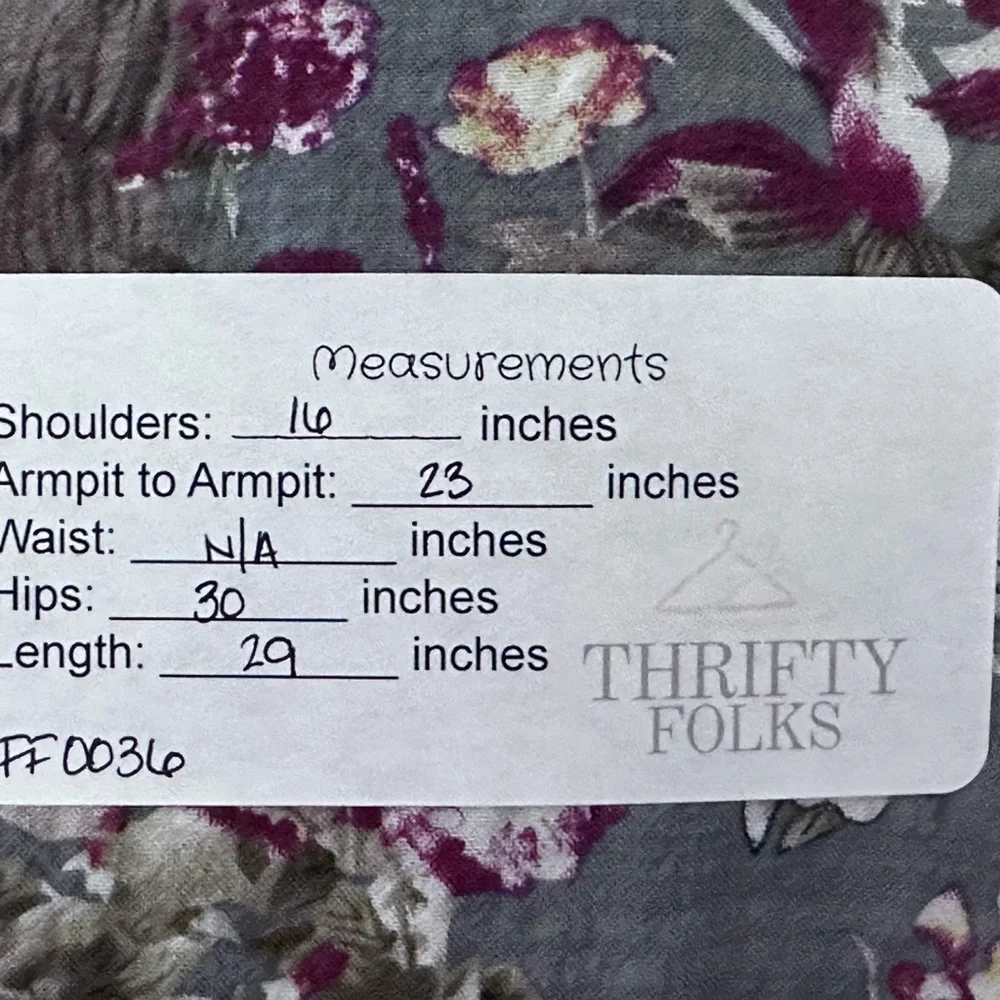 Measurements
Shoulders: 16 inches
Armpit to Armpit: 23 inches
Waist: N/A inches
Hips: 30 inches
Length: 29 inches
THRIFTY
FOLKS
FF0036